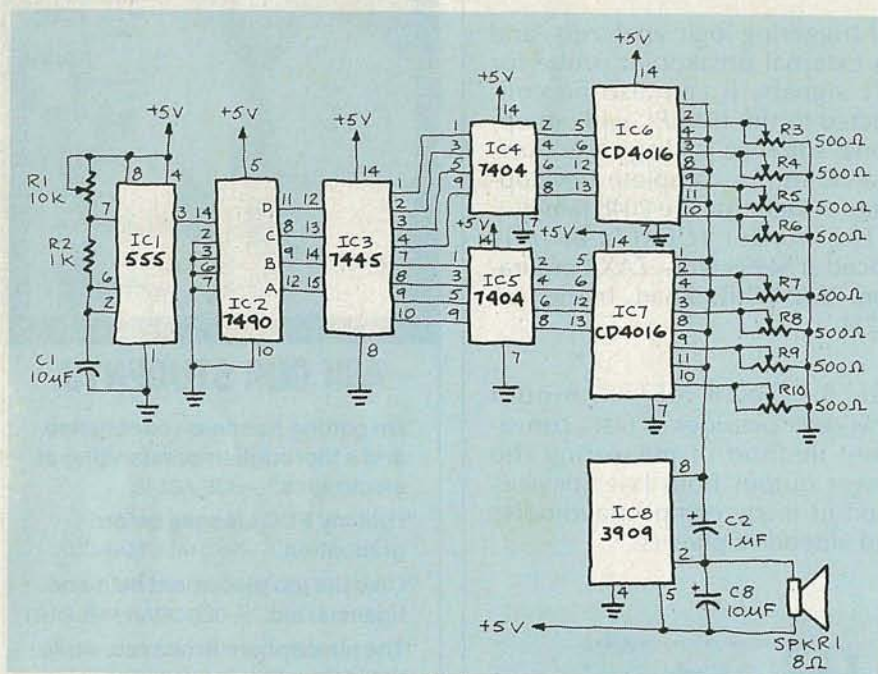 +5V
R1
10K
R2
1K
C1
10µF
8
4
7
3
6
2
1
IC1
555
+5V
5
14
2
3
6
7
10
IC2
7490
D 11
C 8
B 9
A 12
+5V
14
12
13
14
15
IC3
7445
8
1
2
3
4
7
8
9
10
+5V
14
1
3
5
9
IC4
7404
2
4
6
8
7
14
1
3
5
9
IC5
7404
2
4
6
8
7
+5V
14
5
6
12
13
IC6
CD4016
7
1
2
4
3
8
9
11
10
+5V
14
5
6
12
13
IC7
CD4016
7
1
2
4
3
8
9
11
10
R3 500Ω
R4 500Ω
R5 500Ω
R6 500Ω
R7 500Ω
R8 500Ω
R9 500Ω
R10 500Ω
IC8
3909
8
2
4
5
+
C2
1µF
+
C8
10µF
+5V
SPKR1
8Ω